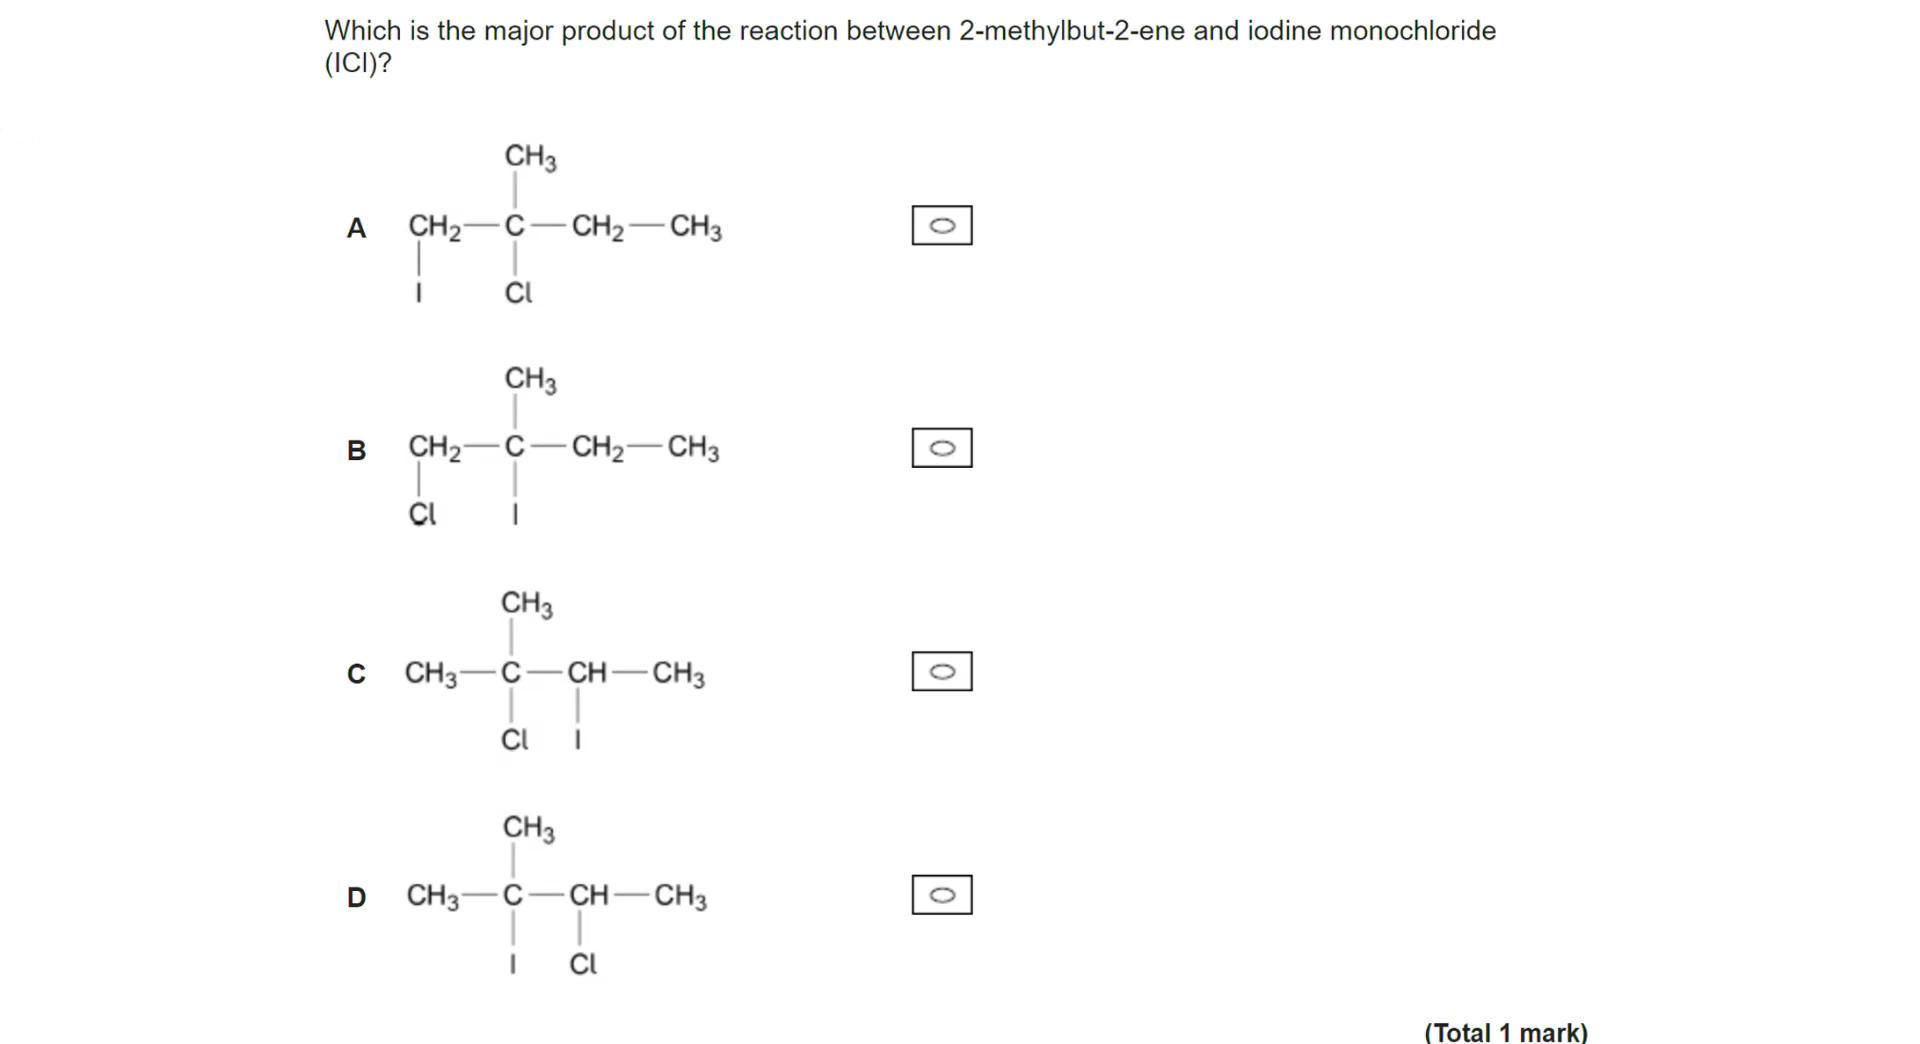 Which is the major product of the reaction between 2-methylbut-2-ene and iodine monochloride
(ICl)?
CH3
A CH2—C—CH2—CH3
I Cl
CH3
B CH2—C—CH2—CH3
Cl I
CH3
C CH3—C—CH—CH3
Cl I
CH3
D CH3—C—CH—CH3
I Cl
(Total 1 mark)